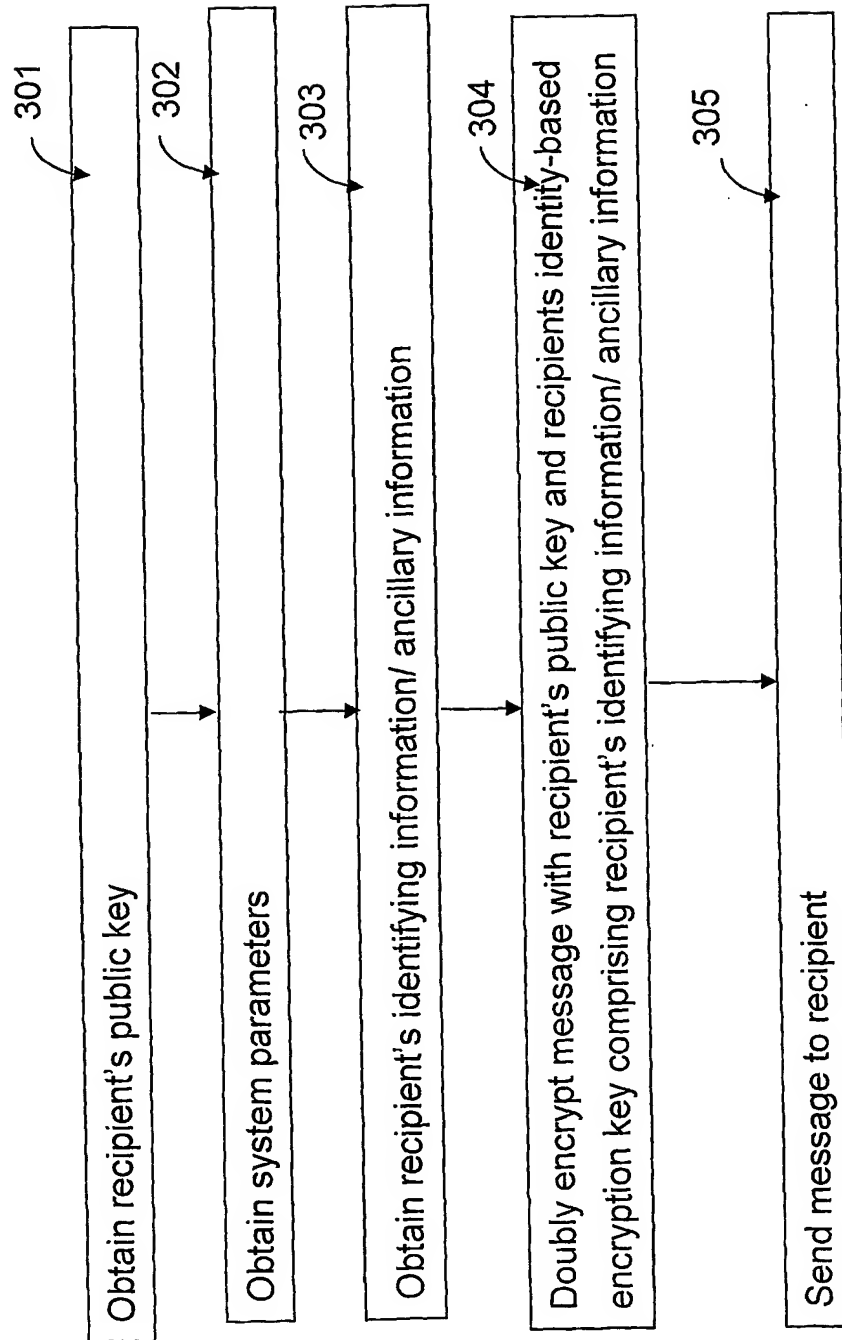 301
Obtain recipient's public key
302
Obtain system parameters
303
Obtain recipient's identifying information/ ancillary information
304
Doubly encrypt message with recipient's public key and recipients identity-based
encryption key comprising recipient's identifying information/ ancillary information
305
Send message to recipient